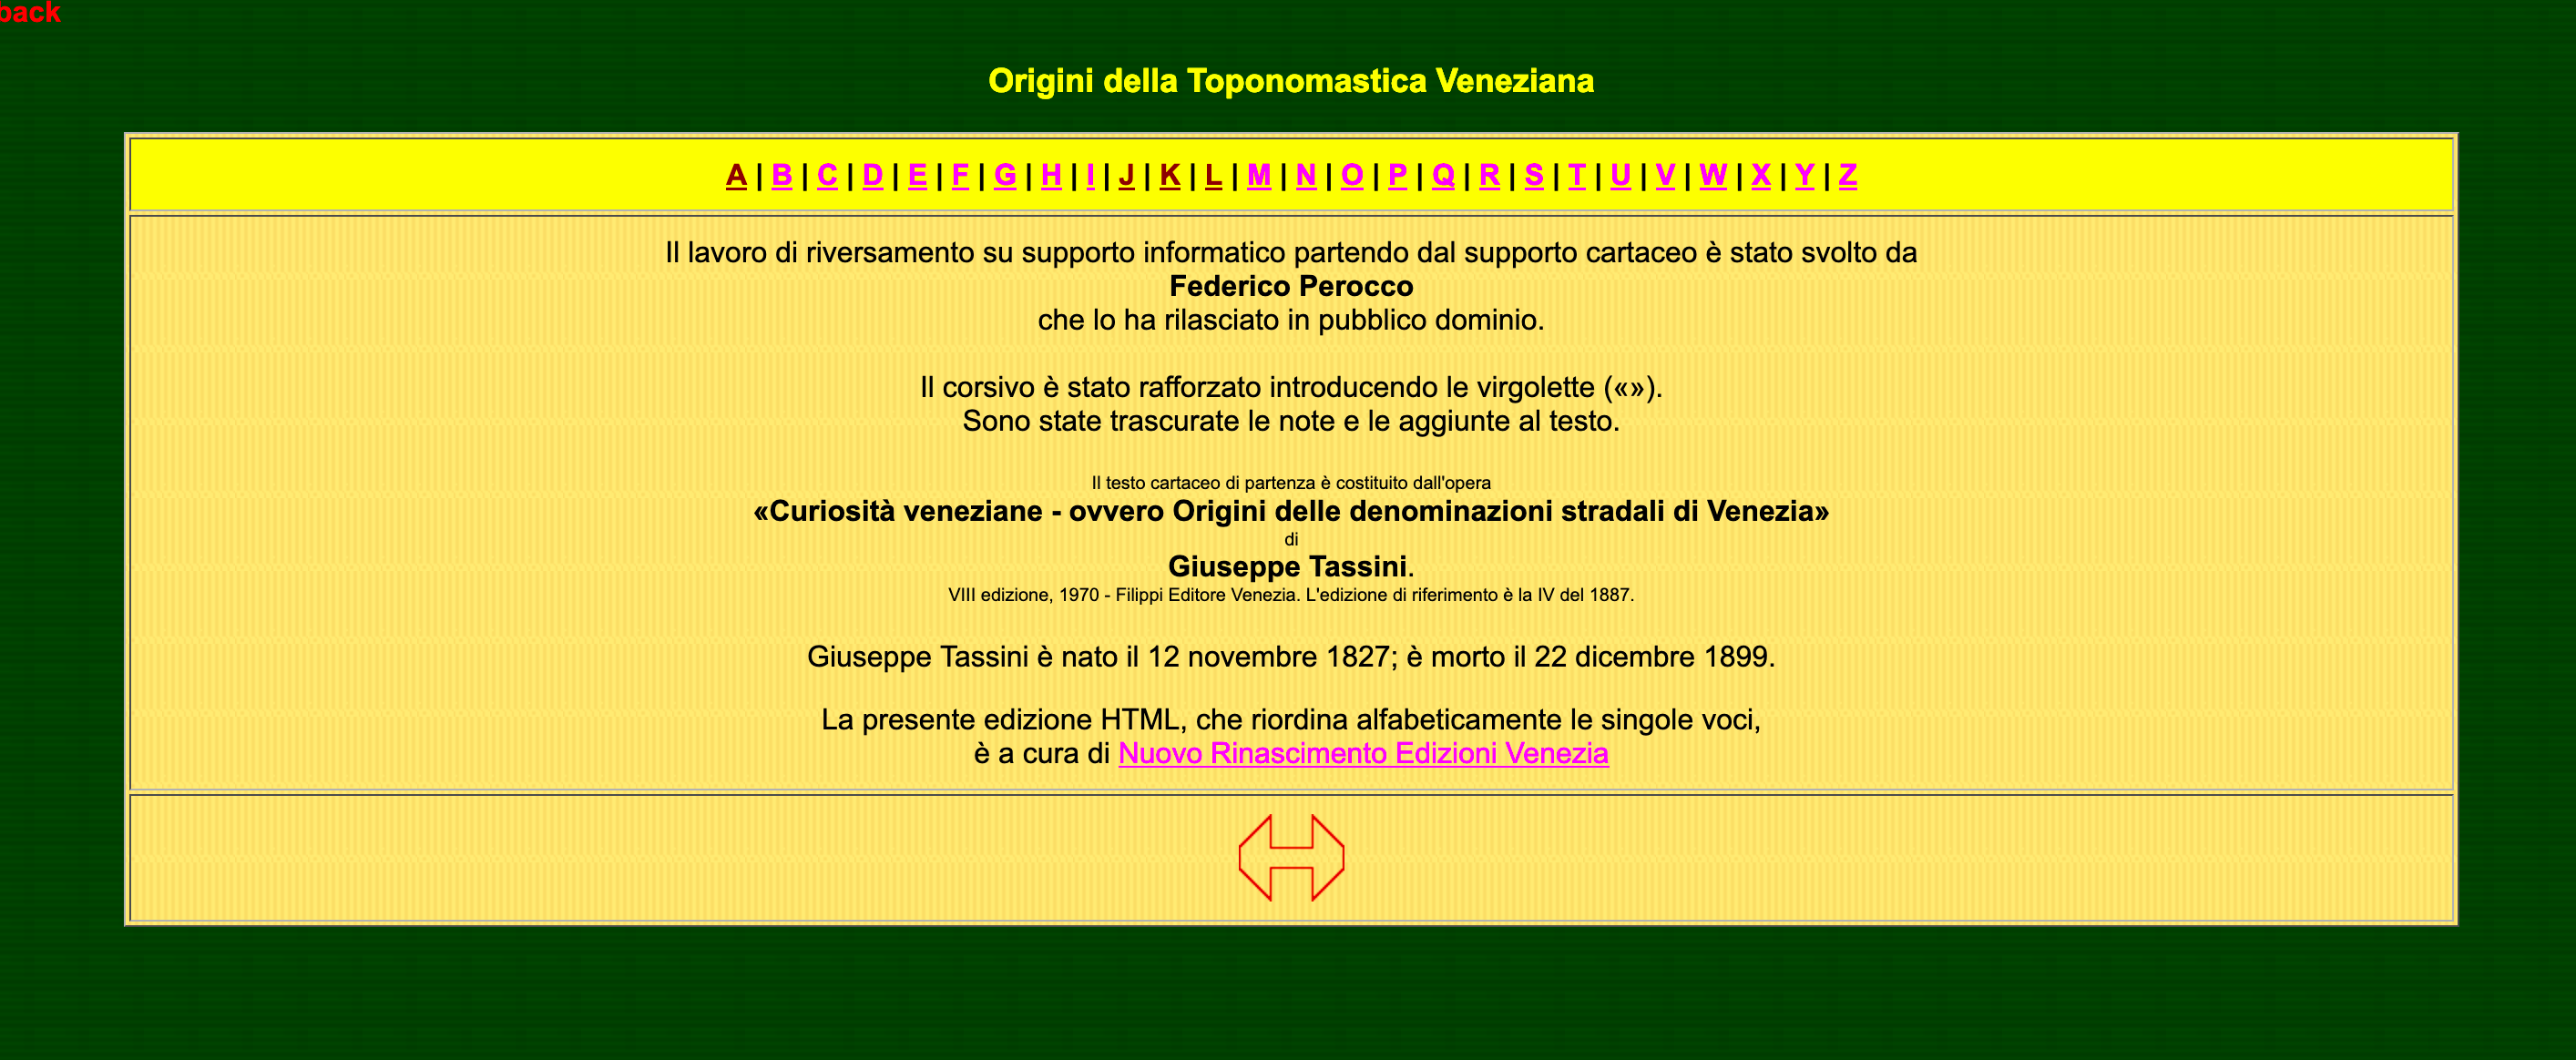 back
Origini della Toponomastica Veneziana
A | B | C | D | E | F | G | H | I | J | K | L | M | N | O | P | Q | R | S | T | U | V | W | X | Y | Z
Il lavoro di riversamento su supporto informatico partendo dal supporto cartaceo è stato svolto da
Federico Perocco
che lo ha rilasciato in pubblico dominio.
Il corsivo è stato rafforzato introducendo le virgolette («»).
Sono state trascurate le note e le aggiunte al testo.
Il testo cartaceo di partenza è costituito dall'opera
«Curiosità veneziane - ovvero Origini delle denominazioni stradali di Venezia»
di
Giuseppe Tassini.
VIII edizione, 1970 - Filippi Editore Venezia. L'edizione di riferimento è la IV del 1887.
Giuseppe Tassini è nato il 12 novembre 1827; è morto il 22 dicembre 1899.
La presente edizione HTML, che riordina alfabeticamente le singole voci,
è a cura di Nuovo Rinascimento Edizioni Venezia